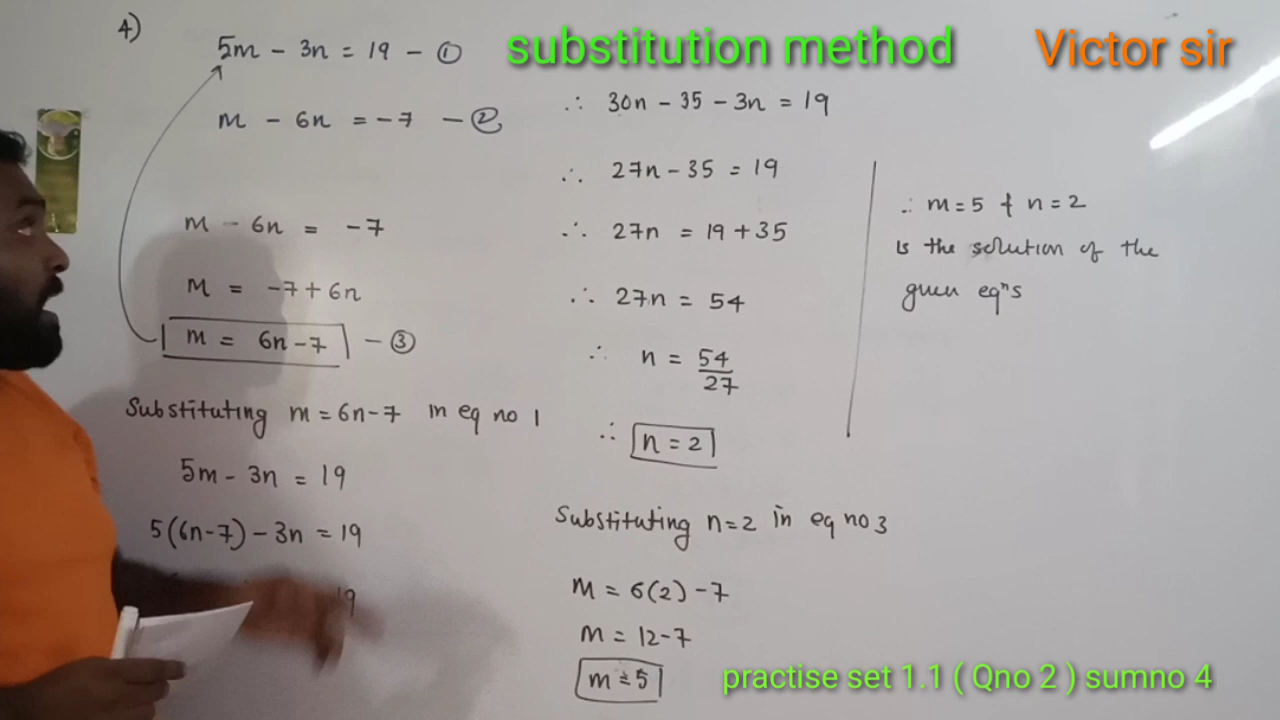 substitution method
Victor sir
4)
5m - 3n = 19 - ①
m - 6n = -7 - ②
m - 6n = -7
m = -7+6n
m = 6n-7 - ③
Substituting m=6n-7 in eq no 1
5m - 3n = 19
5(6n-7) - 3n = 19
19
∴ 30n - 35 - 3n = 19
∴ 27n - 35 = 19
∴ 27n = 19 + 35
∴ 27n = 54
∴ n = 54/27
∴ n = 2
Substituting n=2 in eq no 3
m = 6(2) -7
m = 12-7
m = 5
∴ m=5 & n=2
is the solution of the
given eqⁿs
practise set 1.1 ( Qno 2 ) sumno 4